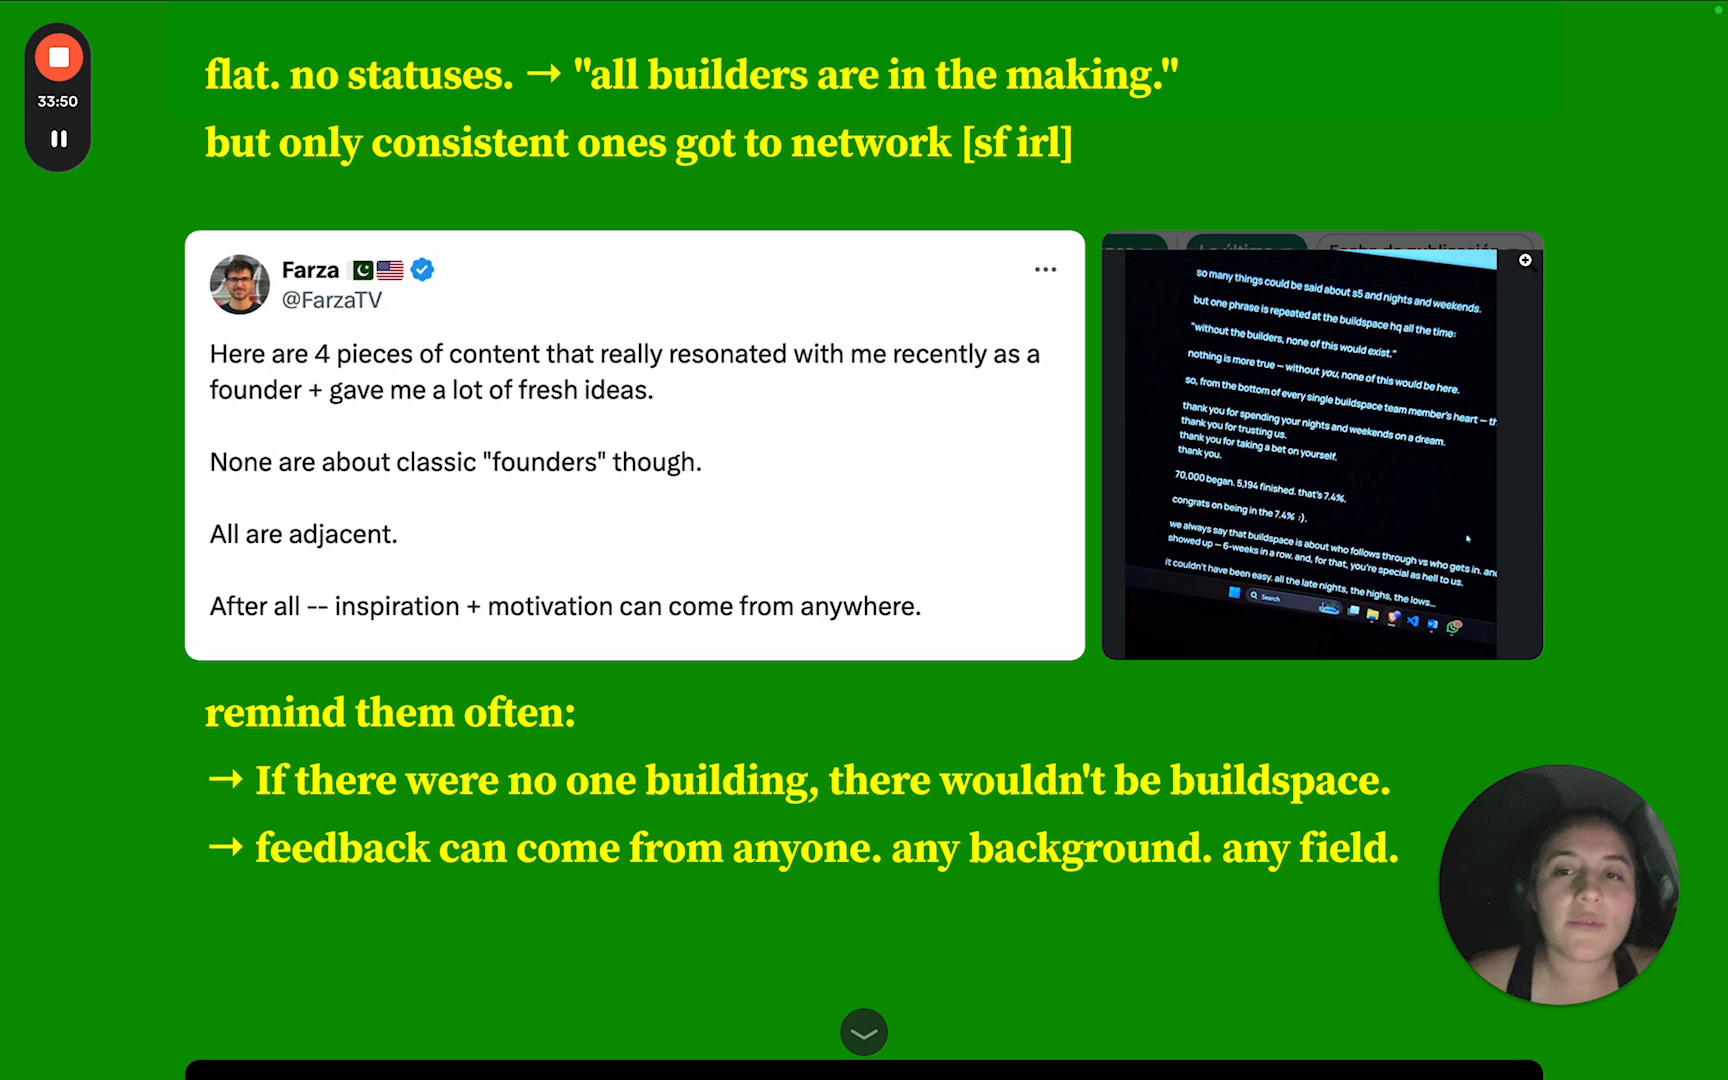 33:50
flat. no statuses. → "all builders are in the making."
but only consistent ones got to network [sf irl]
Farza
@FarzaTV
Here are 4 pieces of content that really resonated with me recently as a
founder + gave me a lot of fresh ideas.
None are about classic "founders" though.
All are adjacent.
After all -- inspiration + motivation can come from anywhere.
so many things could be said about s5 and nights and weekends.
but one phrase is repeated at the buildspace hq all the time:
"without the builders, none of this would exist."
nothing is more true – without you, none of this would be here.
so, from the bottom of every single buildspace team member's heart – th
thank you for spending your nights and weekends on a dream.
thank you for trusting us.
thank you for taking a bet on yourself.
thank you.
70,000 began. 5,194 finished. that's 7.4%.
congrats on being in the 7.4% :).
we always say that buildspace is about who follows through vs who gets in. and
showed up – 6-weeks in a row. and, for that, you're special as hell to us.
it couldn't have been easy. all the late nights, the highs, the lows...
Search
remind them often:
→ If there were no one building, there wouldn't be buildspace.
→ feedback can come from anyone. any background. any field.